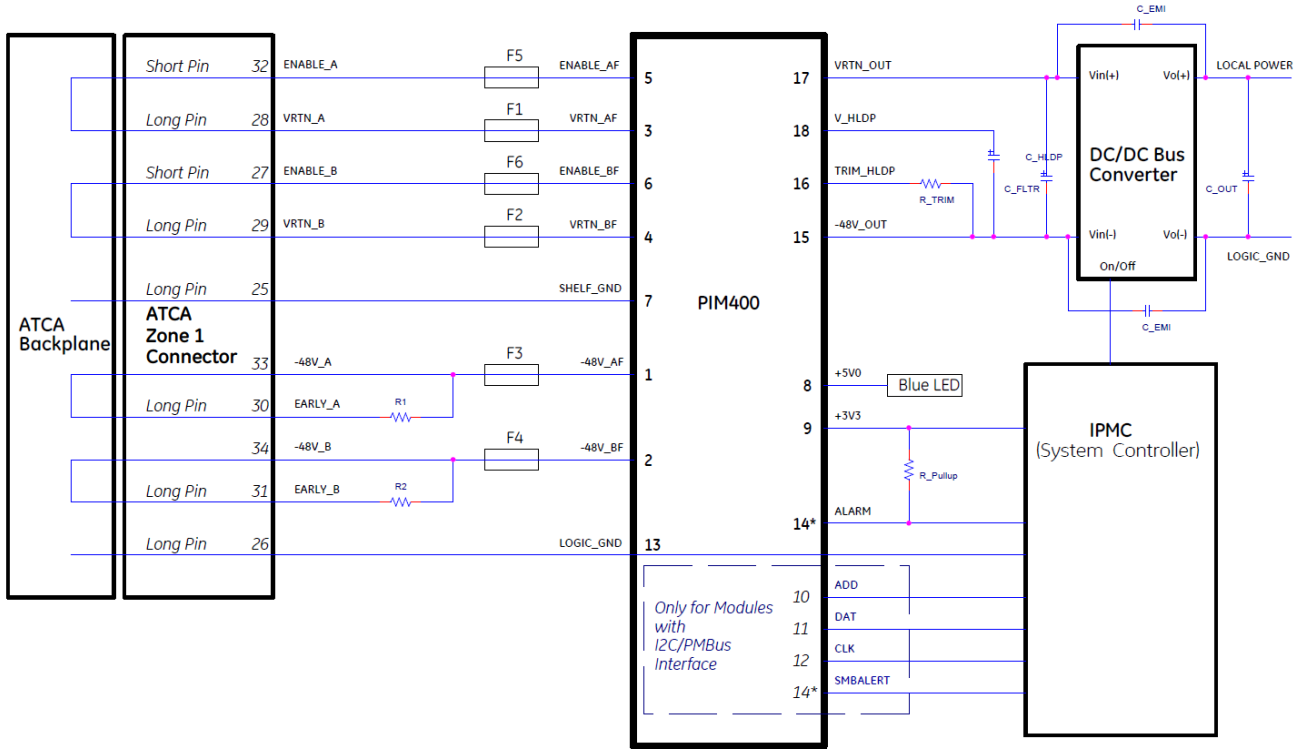 C_EMI
Short Pin 32 ENABLE_A F5 ENABLE_AF 5 17 VRTN_OUT Vin(+) Vo(+) LOCAL POWER
Long Pin 28 VRTN_A F1 VRTN_AF 3 18 V_HLDP
C_HLDP
DC/DC Bus
Converter
Short Pin 27 ENABLE_B F6 ENABLE_BF 6 16 TRIM_HLDP
R_TRIM C_FLTR C_OUT
Long Pin 29 VRTN_B F2 VRTN_BF 4 15 -48V_OUT Vin(-) Vo(-)
LOGIC_GND
On/Off
Long Pin 25 SHELF_GND 7
PIM400
C_EMI
ATCA
Backplane
ATCA
Zone 1
Connector
33 -48V_A F3 -48V_AF 1
8 +5V0 Blue LED
Long Pin 30 EARLY_A R1
9 +3V3
IPMC
(System Controller)
34 -48V_B F4 -48V_BF 2
R_Pullup
Long Pin 31 EARLY_B R2
14* ALARM
Long Pin 26 LOGIC_GND 13
Only for Modules
with
I2C/PMBus
Interface
10 ADD
11 DAT
12 CLK
14* SMBALERT